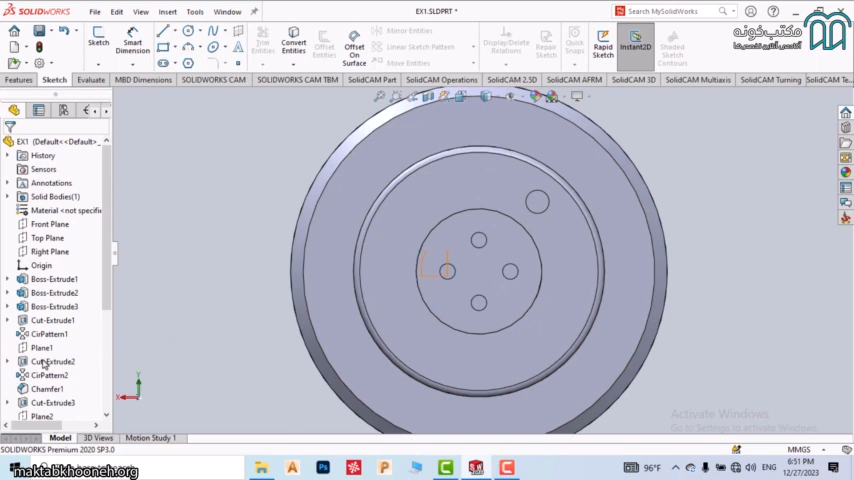 SOLIDWORKS File Edit View Insert Tools Window EX1.SLDPRT * Search MySolidWorks
مکتب‌خونه
Sketch Smart Dimension Convert Entities Offset Entities Offset On Surface Mirror Entities Linear Sketch Pattern Move Entities Display/Delete Relations Repair Sketch Quick Snaps Rapid Sketch Instant2D Shaded Sketch Contours
Features Sketch Evaluate MBD Dimensions SOLIDWORKS CAM SOLIDWORKS CAM TBM SolidCAM Part SolidCAM Operations SolidCAM 2.5D SolidCAM AFRM SolidCAM 3D SolidCAM Multiaxis SolidCAM Turning SolidCAM Te
EX1 (Default<<Default>_
History
Sensors
Annotations
Solid Bodies(1)
Material <not specifi
Front Plane
Top Plane
Right Plane
Origin
Boss-Extrude1
Boss-Extrude2
Boss-Extrude3
Cut-Extrude1
CirPattern1
Plane1
Cut-Extrude2
CirPattern2
Chamfer1
Cut-Extrude3
Plane2
Y
X
Activate Windows
Go to Settings to activate Windows.
Model 3D Views Motion Study 1
SOLIDWORKS Premium 2020 SP3.0 MMGS
maktabkhooneh.org
96°F ENG 6:51 PM
12/27/2023